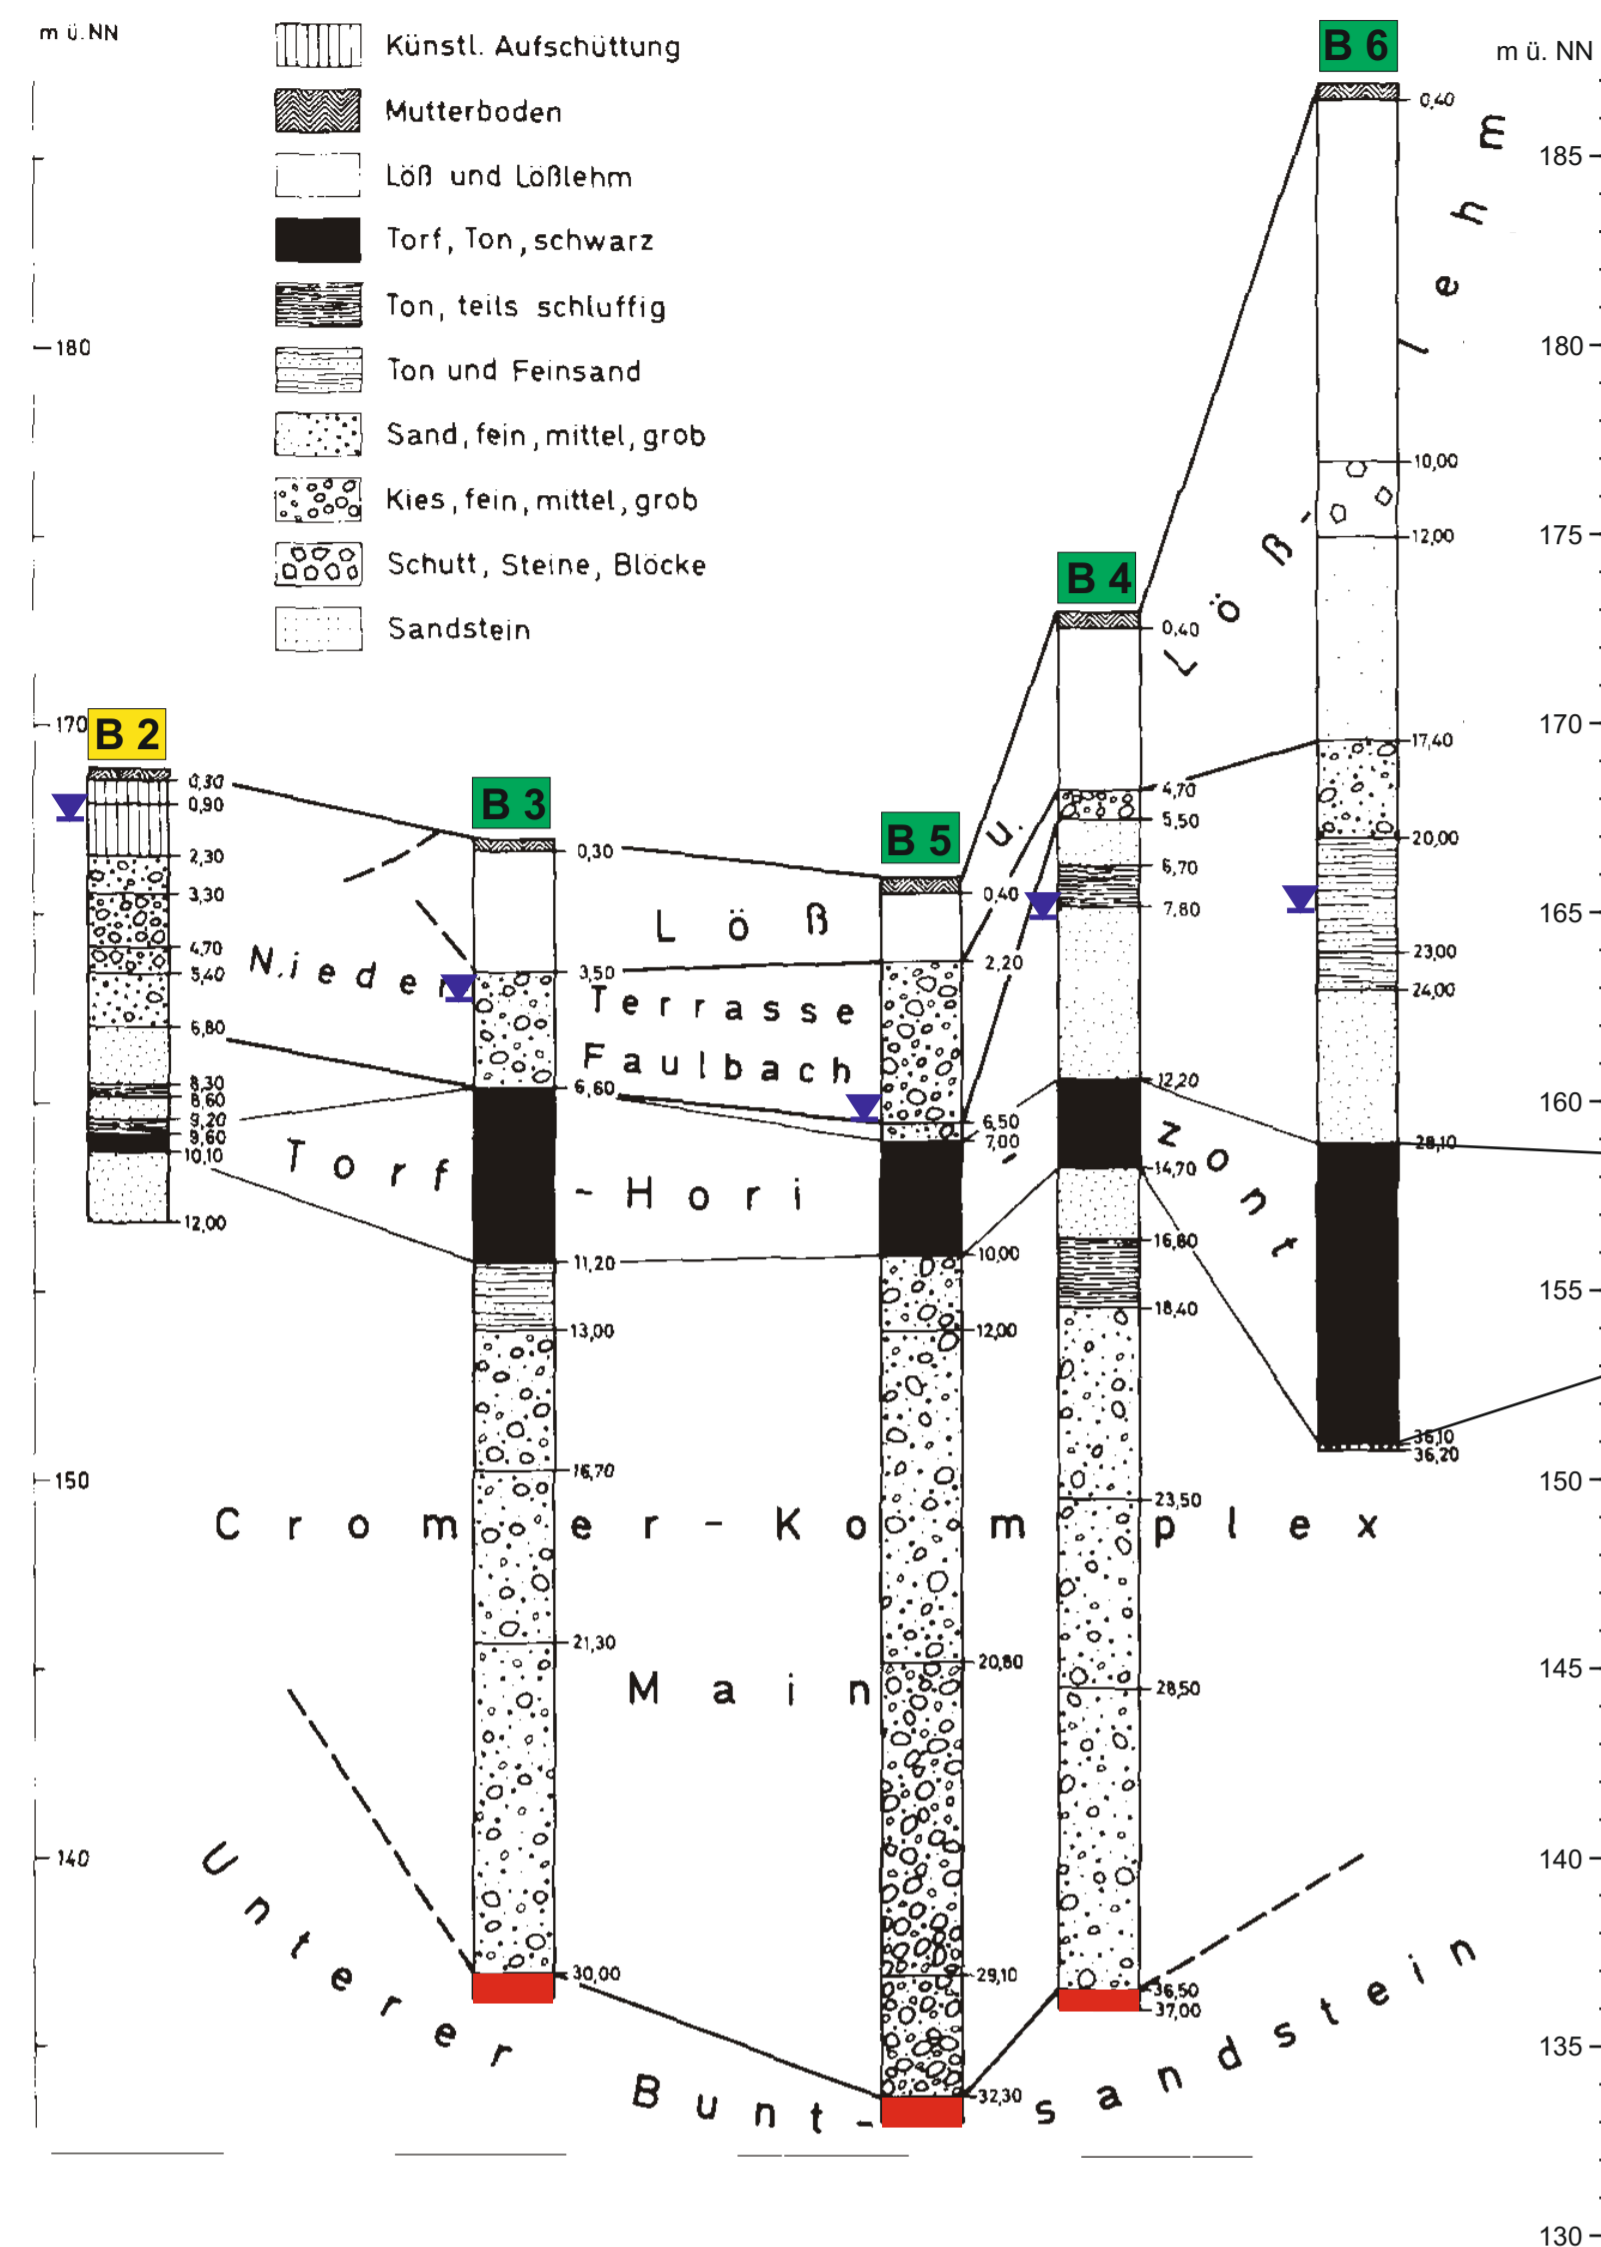 m ü.NN
Künstl. Aufschüttung
Mutterboden
Löß und Lößlehm
Torf, Ton, schwarz
Ton, teils schluffig
Ton und Feinsand
Sand, fein, mittel, grob
Kies, fein, mittel, grob
Schutt, Steine, Blöcke
Sandstein
180
170
150
140
B 2
0,30
0,90
2,30
3,30
4,70
5,40
6,80
8,30
8,60
9,20
9,60
10,10
12,00
B 3
0,30
3,50
6,60
11,20
13,00
16,70
21,30
30,00
B 5
0,40
2,20
6,50
7,00
10,00
12,00
20,80
29,10
32,30
B 4
0,40
4,70
5,50
6,70
7,80
12,20
14,70
16,60
18,40
23,50
28,50
36,50
37,00
B 6
0,40
10,00
12,00
17,40
20,00
23,00
24,00
28,10
36,10
36,20
m ü. NN
185
180
175
170
165
160
155
150
145
140
135
130
Löß u. Löß-lehm
Nieder Terrasse
Faulbach
Torf-Hori-zont
Cromer-Komplex
Main
Unterer Bunt-sandstein